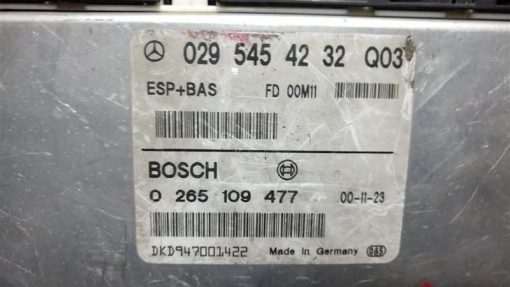 029 545 42 32 Q03
ESP+BAS FD 00M11
BOSCH
0 265 109 477 00-11-23
DKD947001422 Made in Germany 035